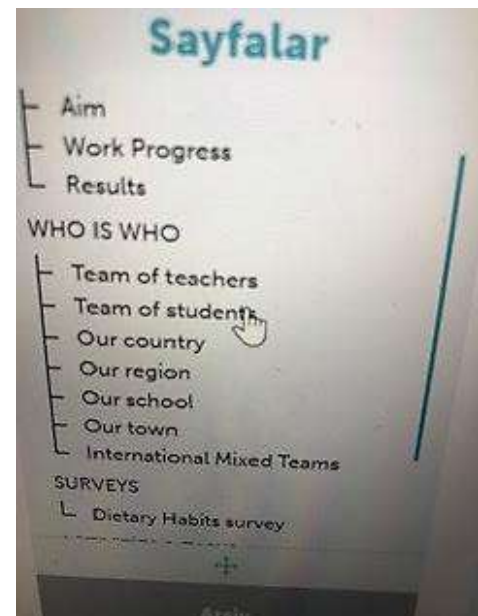 Sayfalar
Aim
Work Progress
Results
WHO IS WHO
Team of teachers
Team of students
Our country
Our region
Our school
Our town
International Mixed Teams
SURVEYS
Dietary Habits survey